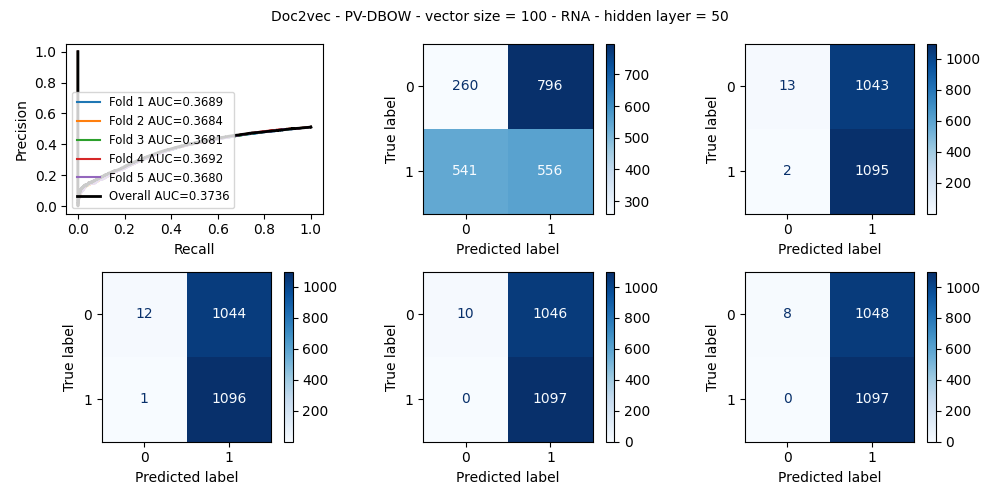 Doc2vec - PV-DBOW - vector size = 100 - RNA - hidden layer = 50
Precision
1.0
0.8
0.6
0.4
0.2
0.0
Fold 1 AUC=0.3689
Fold 2 AUC=0.3684
Fold 3 AUC=0.3681
Fold 4 AUC=0.3692
Fold 5 AUC=0.3680
Overall AUC=0.3736
0.0 0.2 0.4 0.6 0.8 1.0
Recall
True label
0 260 796
1 541 556
0 1
Predicted label
700
600
500
400
300
True label
0 13 1043
1 2 1095
0 1
Predicted label
1000
800
600
400
200
True label
0 12 1044
1 1 1096
0 1
Predicted label
1000
800
600
400
200
True label
0 10 1046
1 0 1097
0 1
Predicted label
1000
800
600
400
200
0
True label
0 8 1048
1 0 1097
0 1
Predicted label
1000
800
600
400
200
0